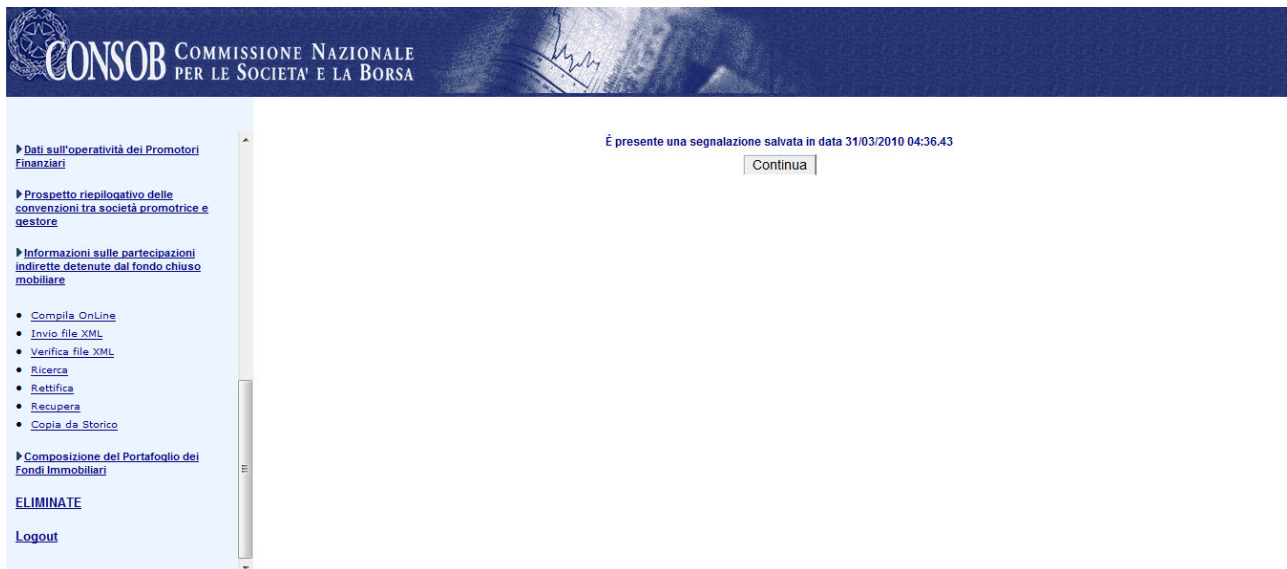 CONSOB COMMISSIONE NAZIONALE
PER LE SOCIETA' E LA BORSA
Dati sull'operatività dei Promotori
Finanziari
Prospetto riepilogativo delle
convenzioni tra società promotrice e
gestore
Informazioni sulle partecipazioni
indirette detenute dal fondo chiuso
mobiliare
Compila OnLine
Invio file XML
Verifica file XML
Ricerca
Rettifica
Recupera
Copia da Storico
Composizione del Portafoglio dei
Fondi Immobiliari
ELIMINATE
Logout
È presente una segnalazione salvata in data 31/03/2010 04:36.43
Continua